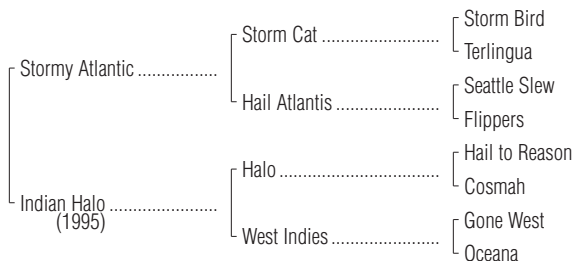 Storm Bird
Storm Cat ........................
Terlingua
Stormy Atlantic ................
Seattle Slew
Hail Atlantis .....................
Flippers
Hail to Reason
Halo ................................
Cosmah
Indian Halo ......................
(1995)
Gone West
West Indies ......................
Oceana